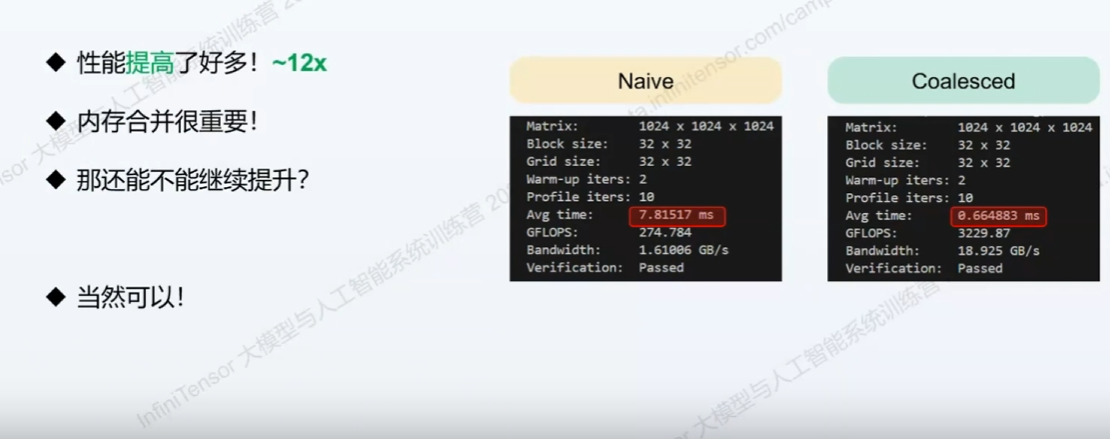 ◆ 性能提高了好多！~12x
◆ 内存合并很重要！
◆ 那还能不能继续提升？
◆ 当然可以！
Naive
Matrix: 1024 x 1024 x 1024
Block size: 32 x 32
Grid size: 32 x 32
Warm-up iters: 2
Profile iters: 10
Avg time: 7.81517 ms
GFLOPS: 274.784
Bandwidth: 1.61006 GB/s
Verification: Passed
Coalesced
Matrix: 1024 x 1024 x 1024
Block size: 32 x 32
Grid size: 32 x 32
Warm-up iters: 2
Profile iters: 10
Avg time: 0.664883 ms
GFLOPS: 3229.87
Bandwidth: 18.925 GB/s
Verification: Passed
InfiniTensor 大模型与人工智能系统训练营